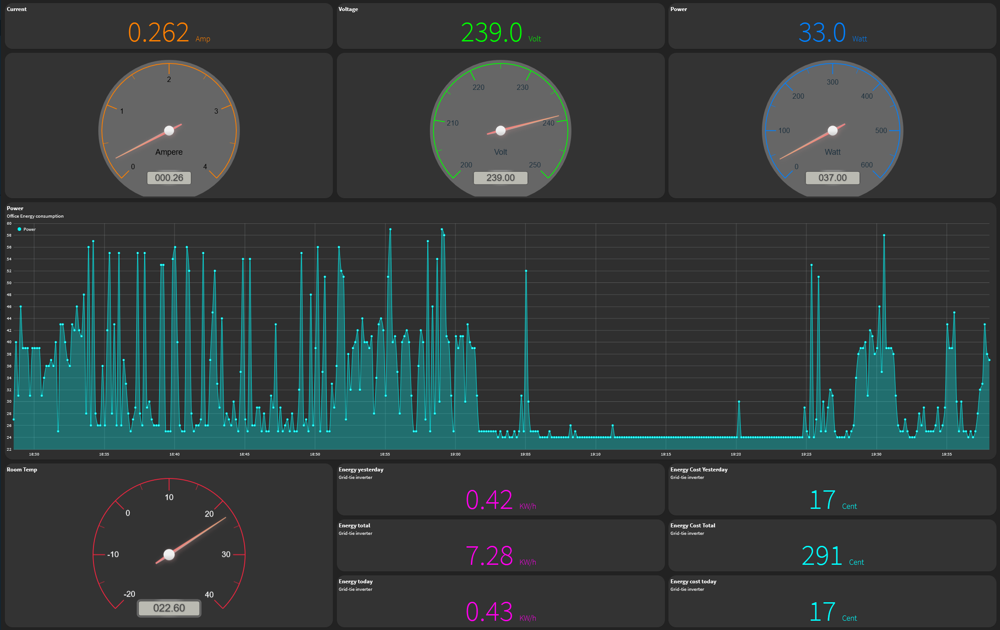 Current
0.262 Amp
Voltage
239.0 Volt
Power
33.0 Watt
0
1
2
3
4
Ampere
000.26
200
210
220
230
240
250
Volt
239.00
0
100
200
300
400
500
600
Watt
037.00
Power
Office Energy consumption
Power
60
58
56
54
52
50
48
46
44
42
40
38
36
34
32
30
28
26
24
22
18:30 18:35 18:40 18:45 18:50 18:55 19:00 19:05 19:10 19:15 19:20 19:25 19:30 19:35
Room Temp
-20
-10
0
10
20
30
40
022.60
Energy yesterday
Grid-tie inverter
0.42 KW/h
Energy Cost Yesterday
Grid-tie inverter
17 Cent
Energy total
Grid-tie inverter
7.28 KW/h
Energy Cost Total
Grid-tie inverter
291 Cent
Energy today
Grid-tie inverter
0.43 KW/h
Energy cost today
Grid-tie inverter
17 Cent